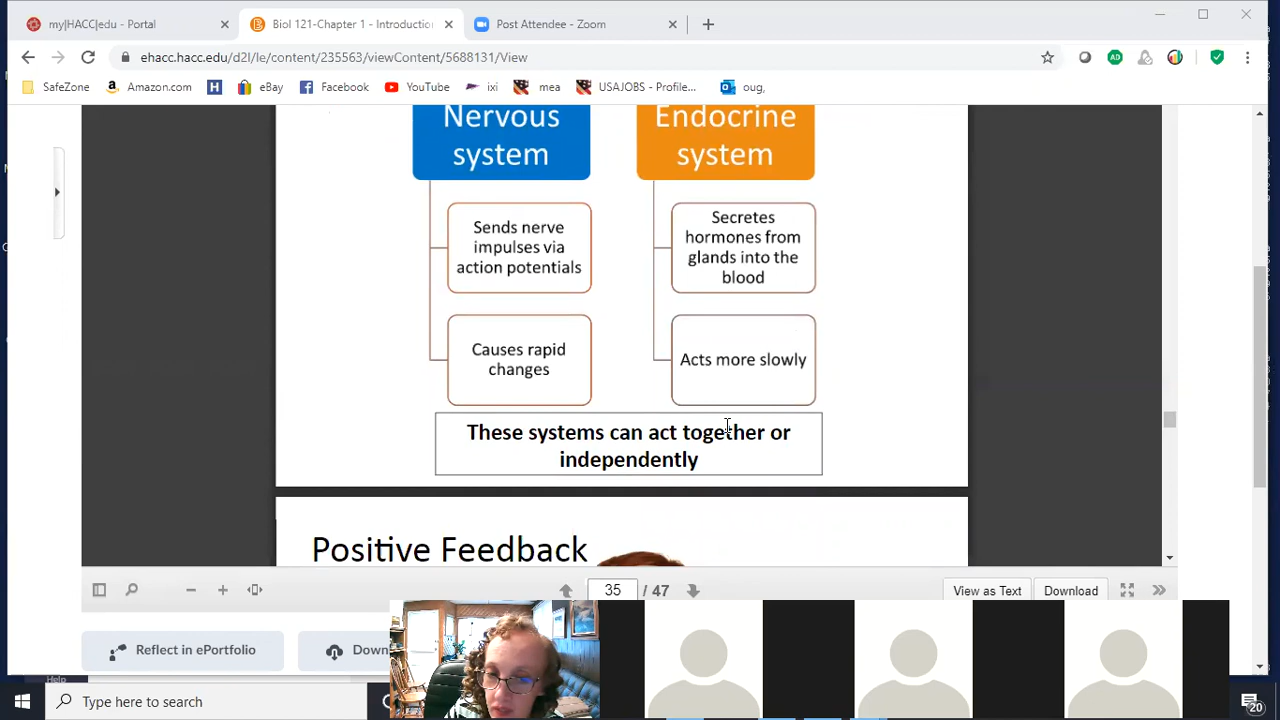 my|HACC|edu - Portal
Biol 121-Chapter 1 - Introductio
Post Attendee - Zoom
ehacc.hacc.edu/d2l/le/content/235563/viewContent/5688131/View
SafeZone
Amazon.com
H
eBay
Facebook
YouTube
ixi
mea
USAJOBS - Profile...
oug,
Nervous
system
Endocrine
system
Sends nerve
impulses via
action potentials
Secretes
hormones from
glands into the
blood
Causes rapid
changes
Acts more slowly
These systems can act together or
independently
Positive Feedback
35 / 47
View as Text
Download
Reflect in ePortfolio
Down
Help
Type here to search
20